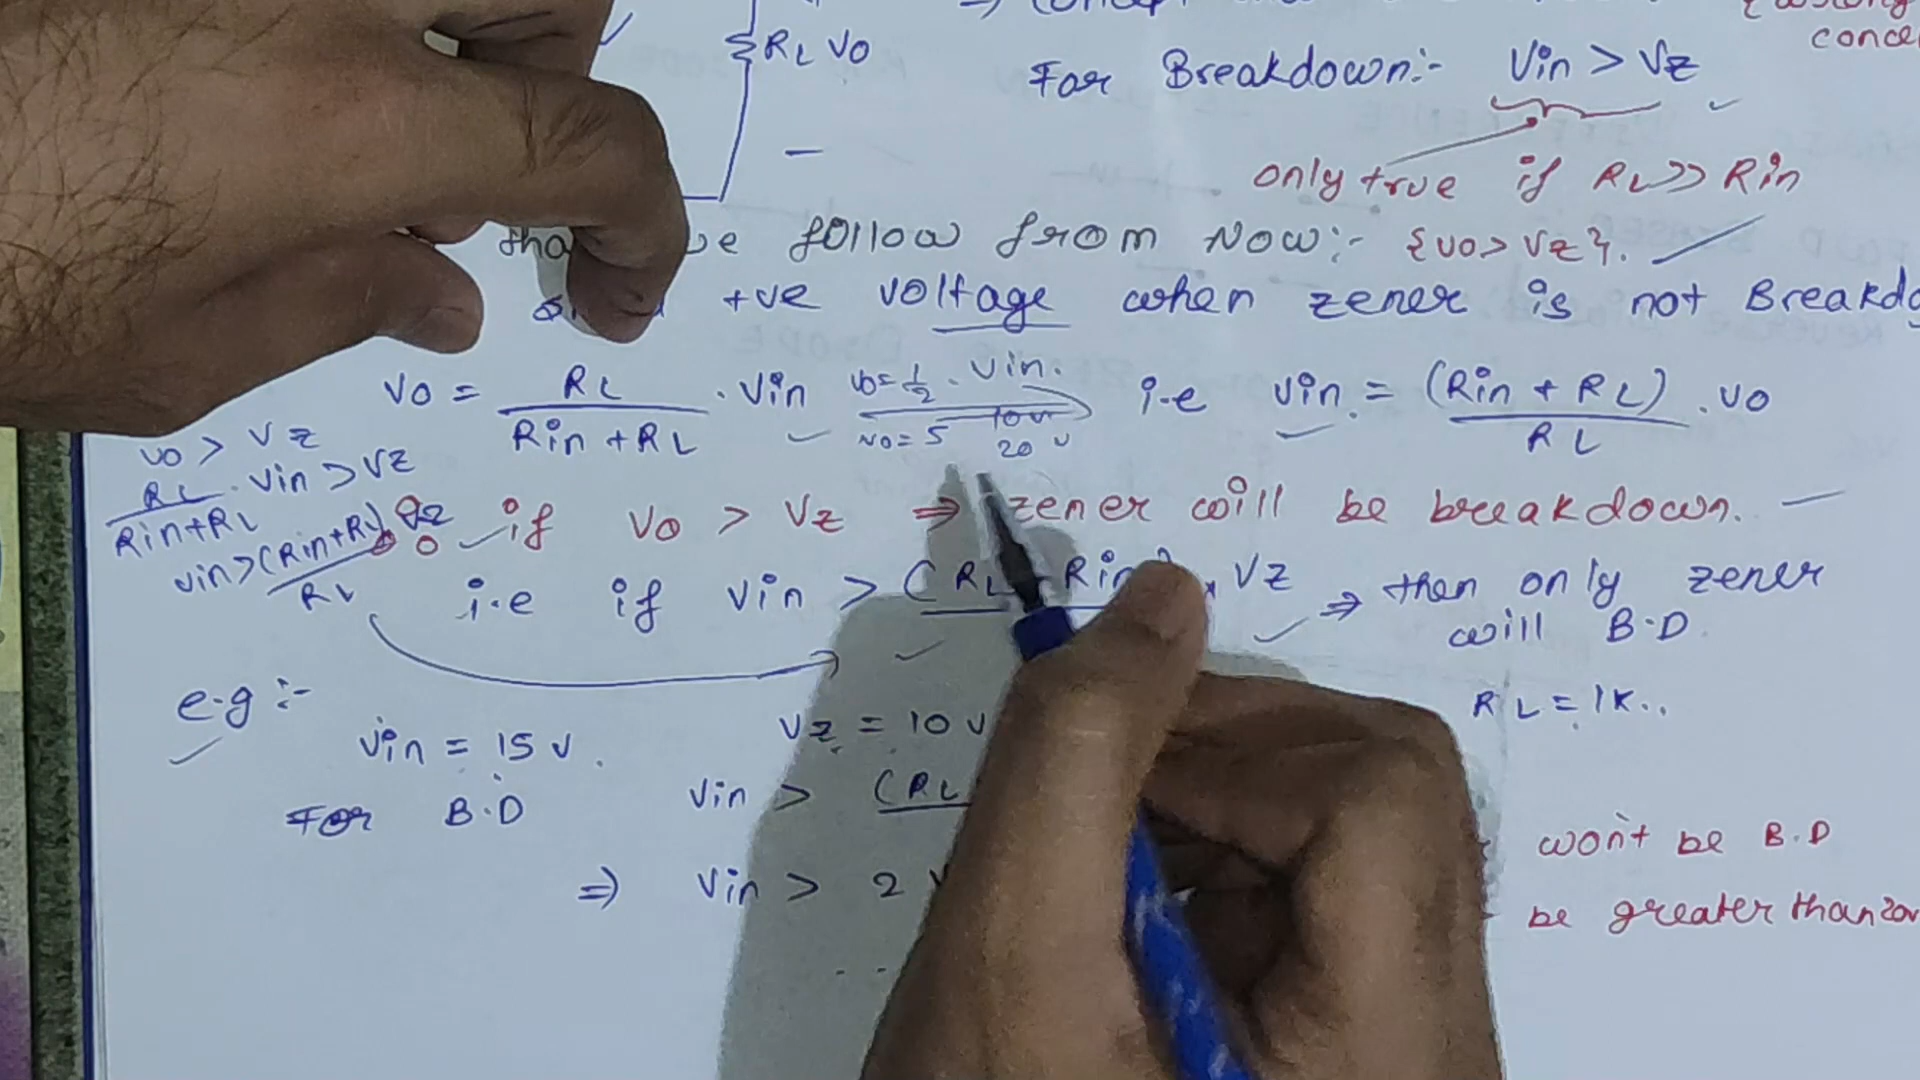 RL Vo
For Breakdown:- Vin > Vz
only true if RL >> Rin
follow from Now:- {Vo > Vz}.
+ve voltage when zener is not
Vo = RL / Rin + RL . Vin
Vo = 1/2 . Vin.
Vo = 5 10v
20 v
i.e Vin = (Rin + RL) / RL . Vo
Vo > Vz
RL / Rin + RL . Vin > Vz
Vin > (Rin + RL) / RL
if Vo > Vz ⇒ zener will be breakdown.
i.e if Vin > Vz ⇒ then only zener
will B.D
e.g :-
Vin = 15 V. Vz = 10 V RL = 1K..
For B.D Vin > (RL
won't be B.D
⇒ Vin > 2
be greater than 20v